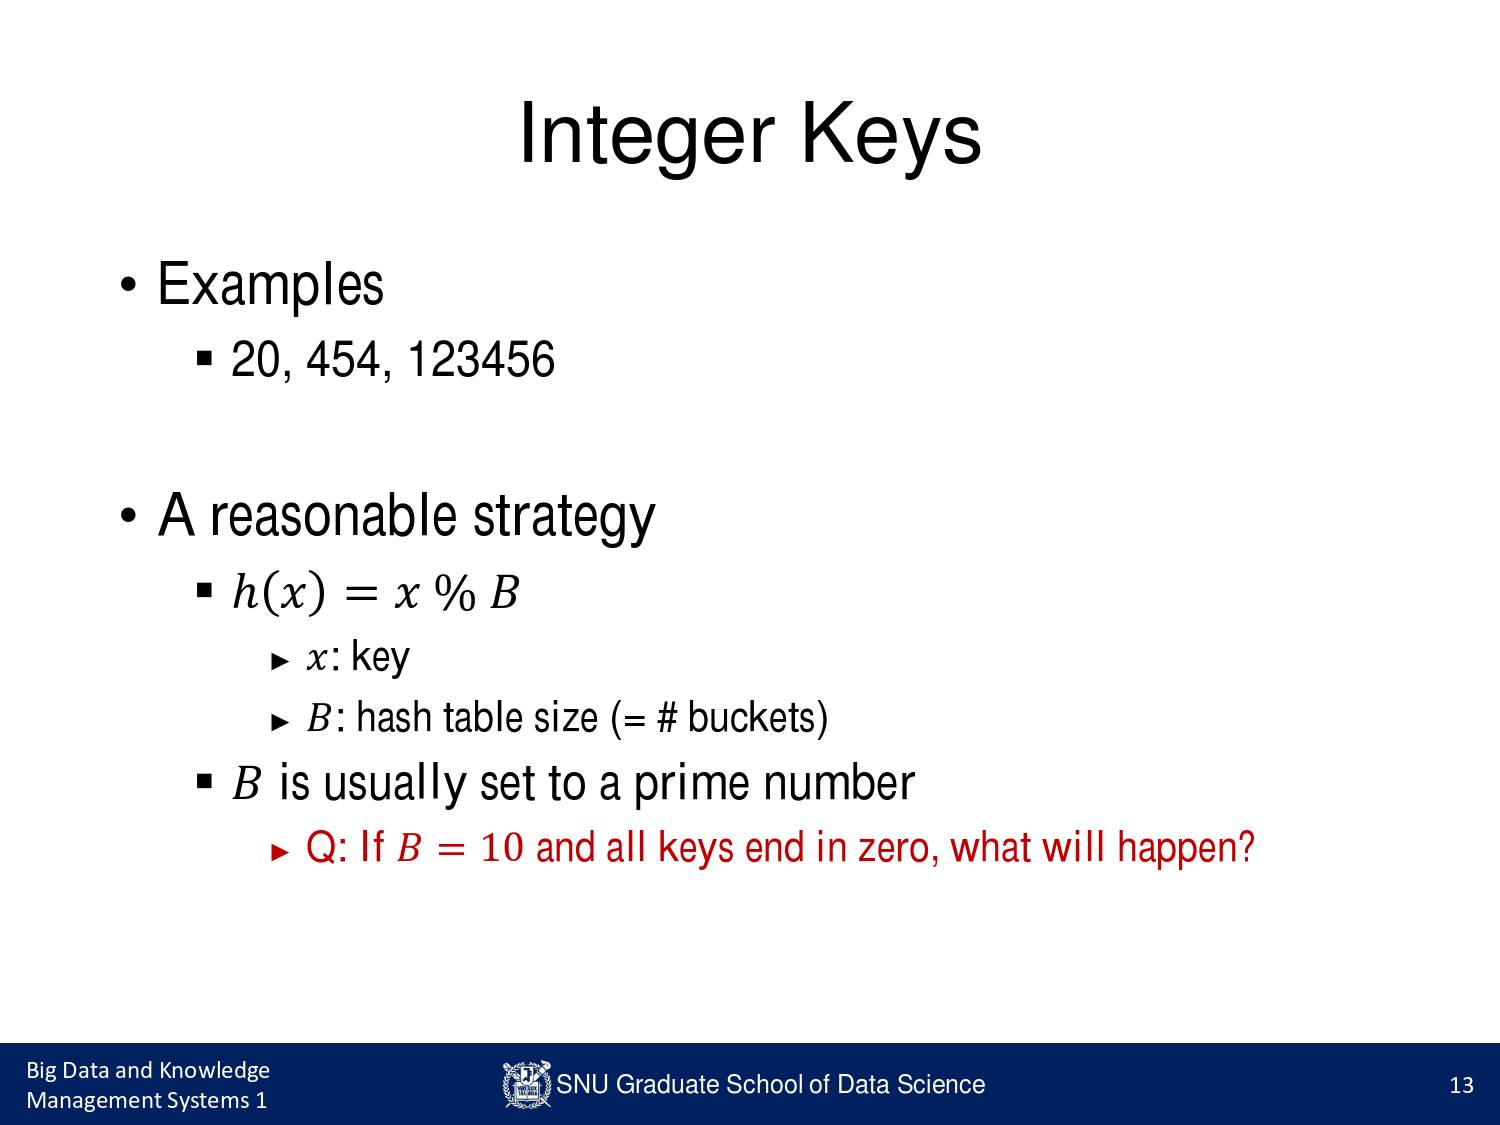 Integer Keys
• Examples
▪ 20, 454, 123456
• A reasonable strategy
▪ ℎ(𝑥) = 𝑥 % 𝐵
► 𝑥: key
► 𝐵: hash table size (= # buckets)
▪ 𝐵 is usually set to a prime number
► Q: If 𝐵 = 10 and all keys end in zero, what will happen?
Big Data and Knowledge
Management Systems 1
SNU Graduate School of Data Science
13